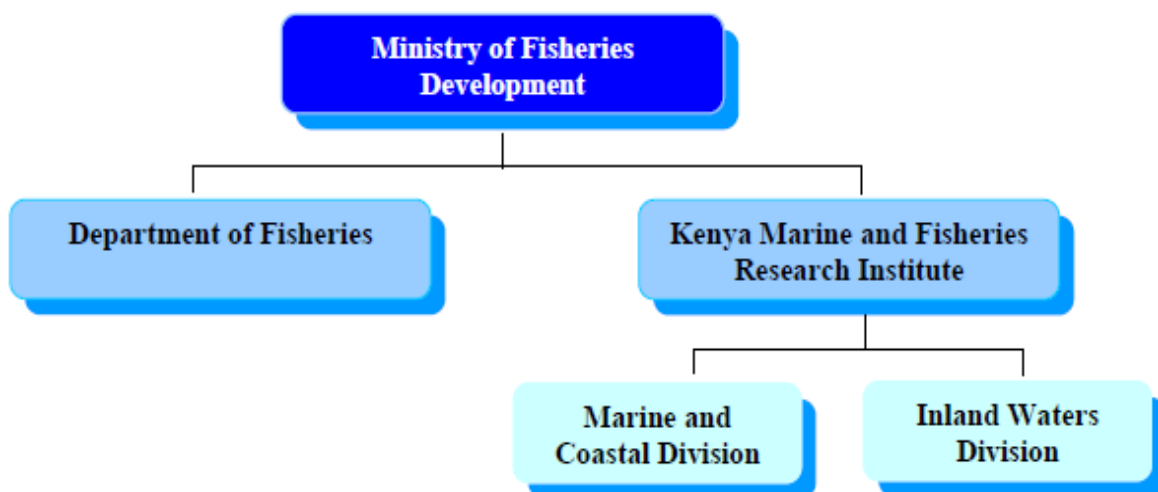 Ministry of Fisheries
Development
Department of Fisheries
Kenya Marine and Fisheries
Research Institute
Marine and
Coastal Division
Inland Waters
Division